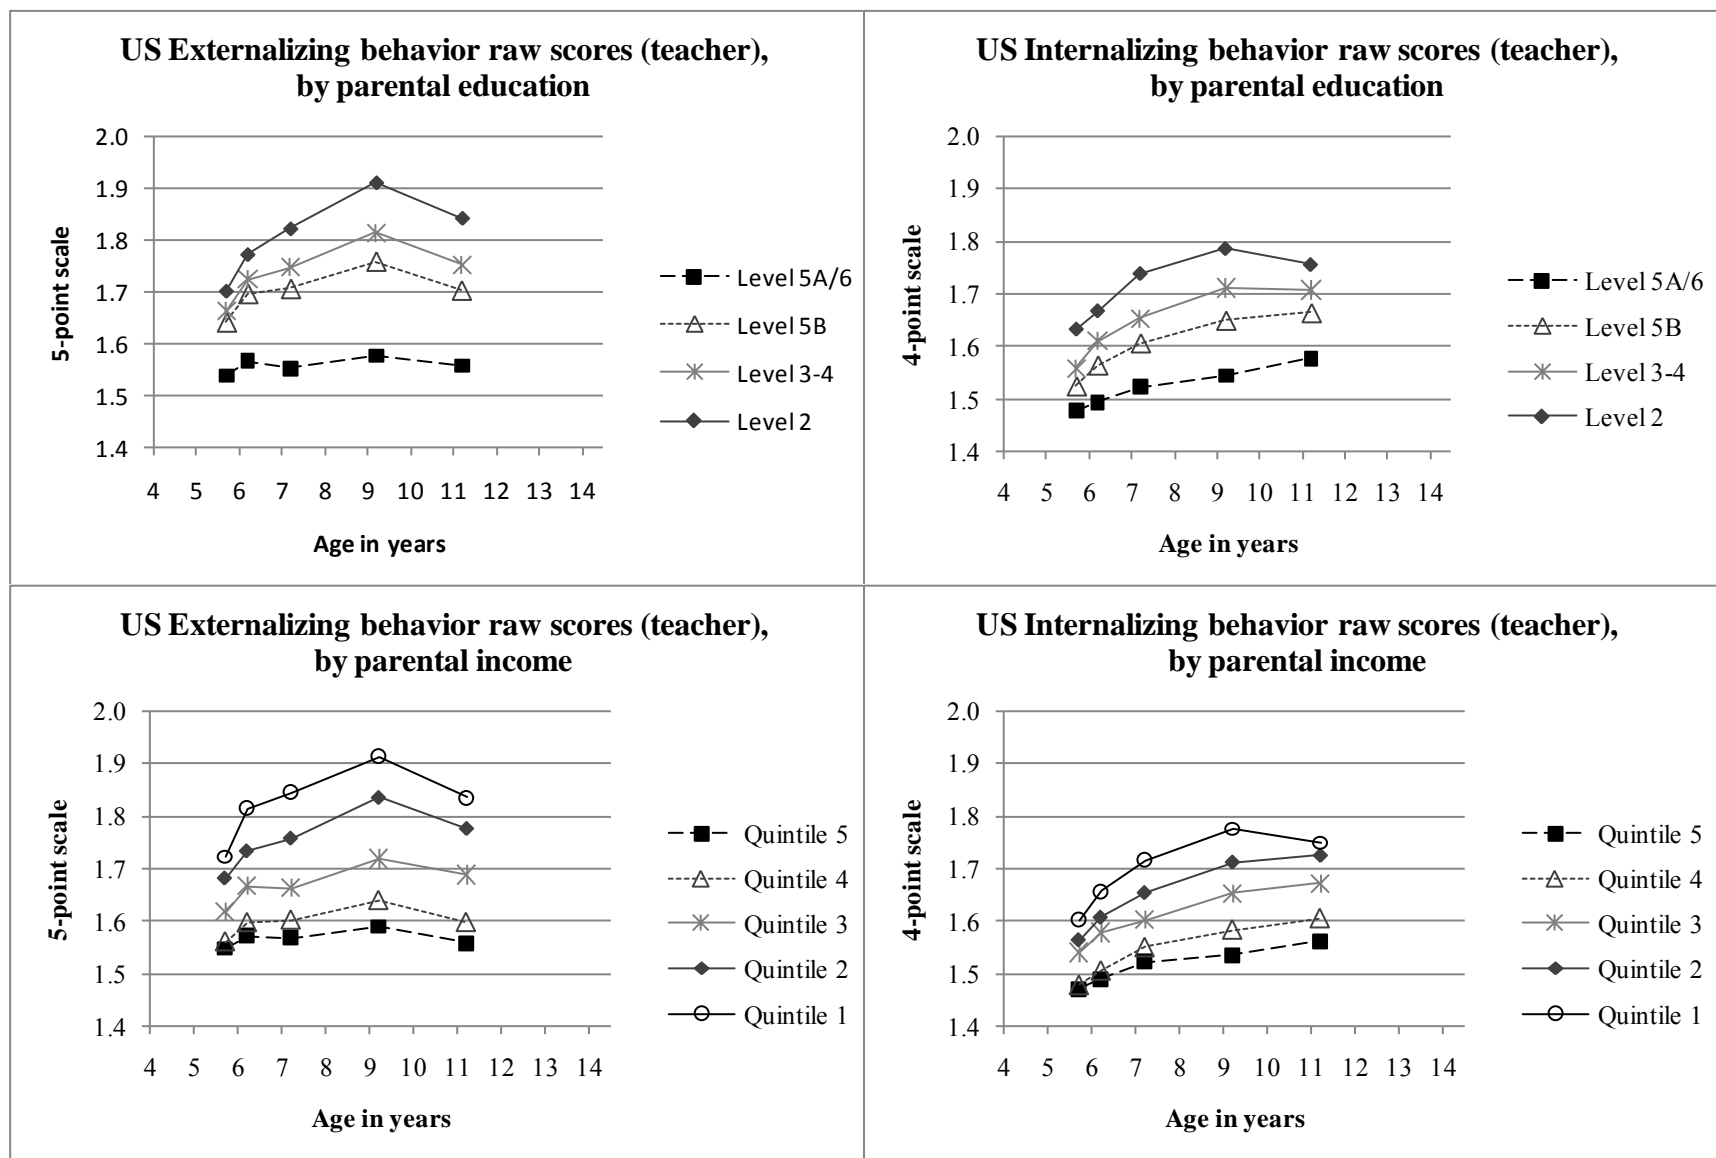 US Externalizing behavior raw scores (teacher),
by parental education
2.0
1.9
1.8
1.7
1.6
1.5
1.4
5-point scale
4 5 6 7 8 9 10 11 12 13 14
Age in years
Level 5A/6
Level 5B
Level 3-4
Level 2
US Internalizing behavior raw scores (teacher),
by parental education
2.0
1.9
1.8
1.7
1.6
1.5
1.4
4-point scale
4 5 6 7 8 9 10 11 12 13 14
Age in years
Level 5A/6
Level 5B
Level 3-4
Level 2
US Externalizing behavior raw scores (teacher),
by parental income
2.0
1.9
1.8
1.7
1.6
1.5
1.4
5-point scale
4 5 6 7 8 9 10 11 12 13 14
Age in years
Quintile 5
Quintile 4
Quintile 3
Quintile 2
Quintile 1
US Internalizing behavior raw scores (teacher),
by parental income
2.0
1.9
1.8
1.7
1.6
1.5
1.4
4-point scale
4 5 6 7 8 9 10 11 12 13 14
Age in years
Quintile 5
Quintile 4
Quintile 3
Quintile 2
Quintile 1